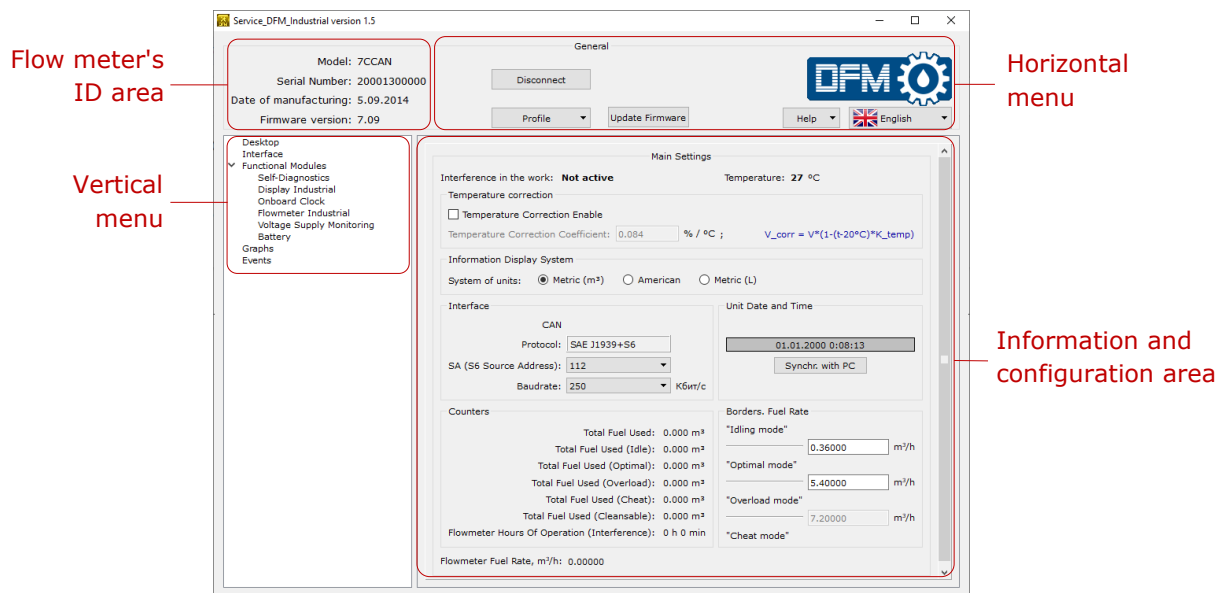 Service_DFM_Industrial version 1.5
Flow meter's
ID area
Model: 7CCAN
Serial Number: 20001300000
Date of manufacturing: 5.09.2014
Firmware version: 7.09
General
Disconnect
Profile
Update Firmware
DFM
Help
English
Horizontal
menu
Vertical
menu
Desktop
Interface
Functional Modules
Self-Diagnostics
Display Industrial
Onboard Clock
Flowmeter Industrial
Voltage Supply Monitoring
Battery
Graphs
Events
Main Settings
Interference in the work: Not active
Temperature: 27 ºC
Temperature correction
Temperature Correction Enable
Temperature Correction Coefficient: 0.084 % / ºC ; V_corr = V*(1-(t-20ºC)*K_temp)
Information Display System
System of units: Metric (m³) American Metric (L)
Interface
CAN
Protocol: SAE J1939+S6
SA (S6 Source Address): 112
Baudrate: 250 Кбит/с
Unit Date and Time
01.01.2000 0:08:13
Synchr. with PC
Information and
configuration area
Counters
Total Fuel Used: 0.000 m³
Total Fuel Used (Idle): 0.000 m³
Total Fuel Used (Optimal): 0.000 m³
Total Fuel Used (Overload): 0.000 m³
Total Fuel Used (Cheat): 0.000 m³
Total Fuel Used (Cleansable): 0.000 m³
Flowmeter Hours Of Operation (Interference): 0 h 0 min
Borders. Fuel Rate
"Idling mode"
0.36000 m³/h
"Optimal mode"
5.40000 m³/h
"Overload mode"
7.20000 m³/h
"Cheat mode"
Flowmeter Fuel Rate, m³/h: 0.00000